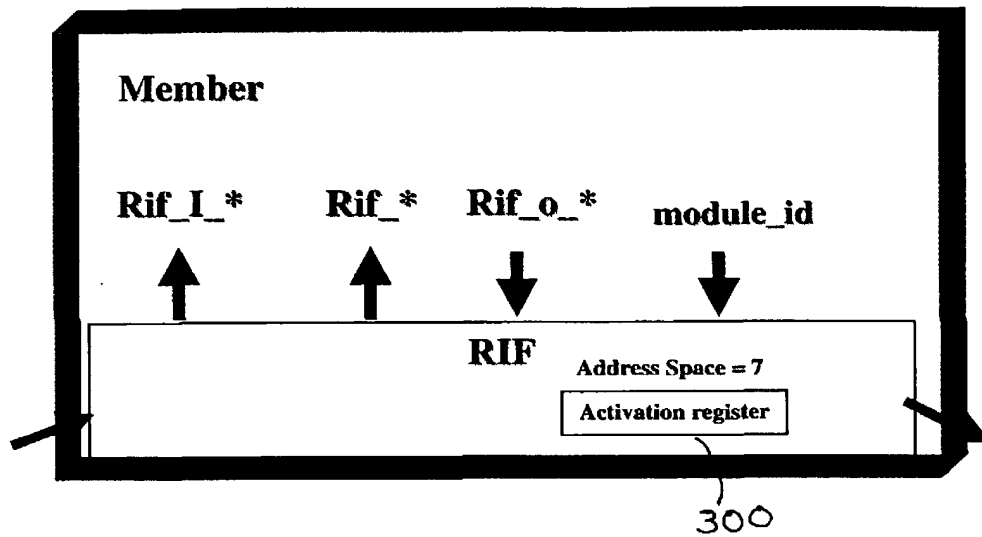 Member
Rif_I_* Rif_* Rif_o_* module_id
RIF
Address Space = 7
Activation register
300